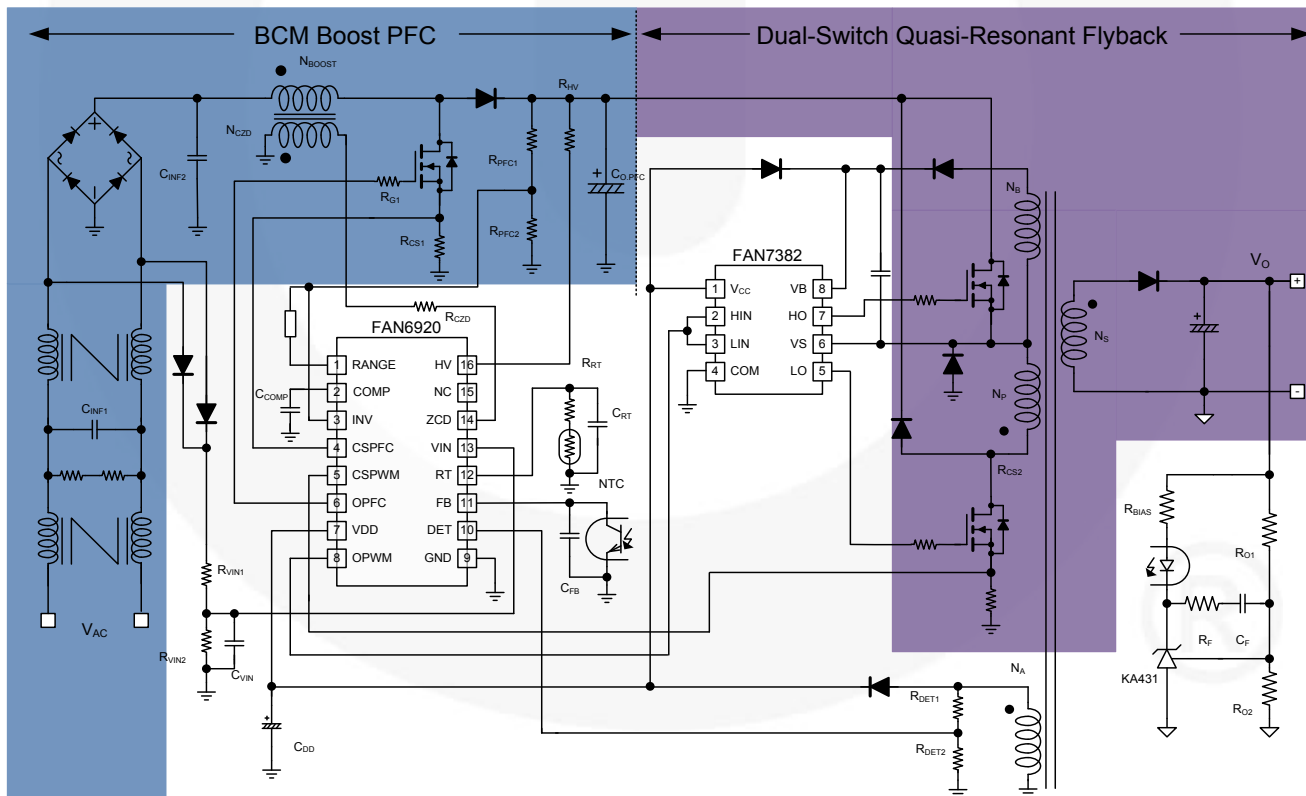 BCM Boost PFC
Dual-Switch Quasi-Resonant Flyback
NBOOST
RHV
NCZD
CINF2
RG1
RPFC1
CO.PFC
RCS1
RPFC2
NB
FAN7382
VO
1 VCC VB 8
2 HIN HO 7
3 LIN VS 6
4 COM LO 5
+
NS
-
RCZD
FAN6920
1 RANGE HV 16
2 COMP NC 15
3 INV ZCD 14
4 CSPFC VIN 13
5 CSPWM RT 12
6 OPFC FB 11
7 VDD DET 10
8 OPWM GND 9
RRT
CRT
CCOMP
CINF1
NP
RCS2
NTC
RBIAS
RO1
CFB
RVIN1
VAC
RVIN2
CVIN
RF
CF
KA431
NA
RDET1
RO2
CDD
RDET2
®